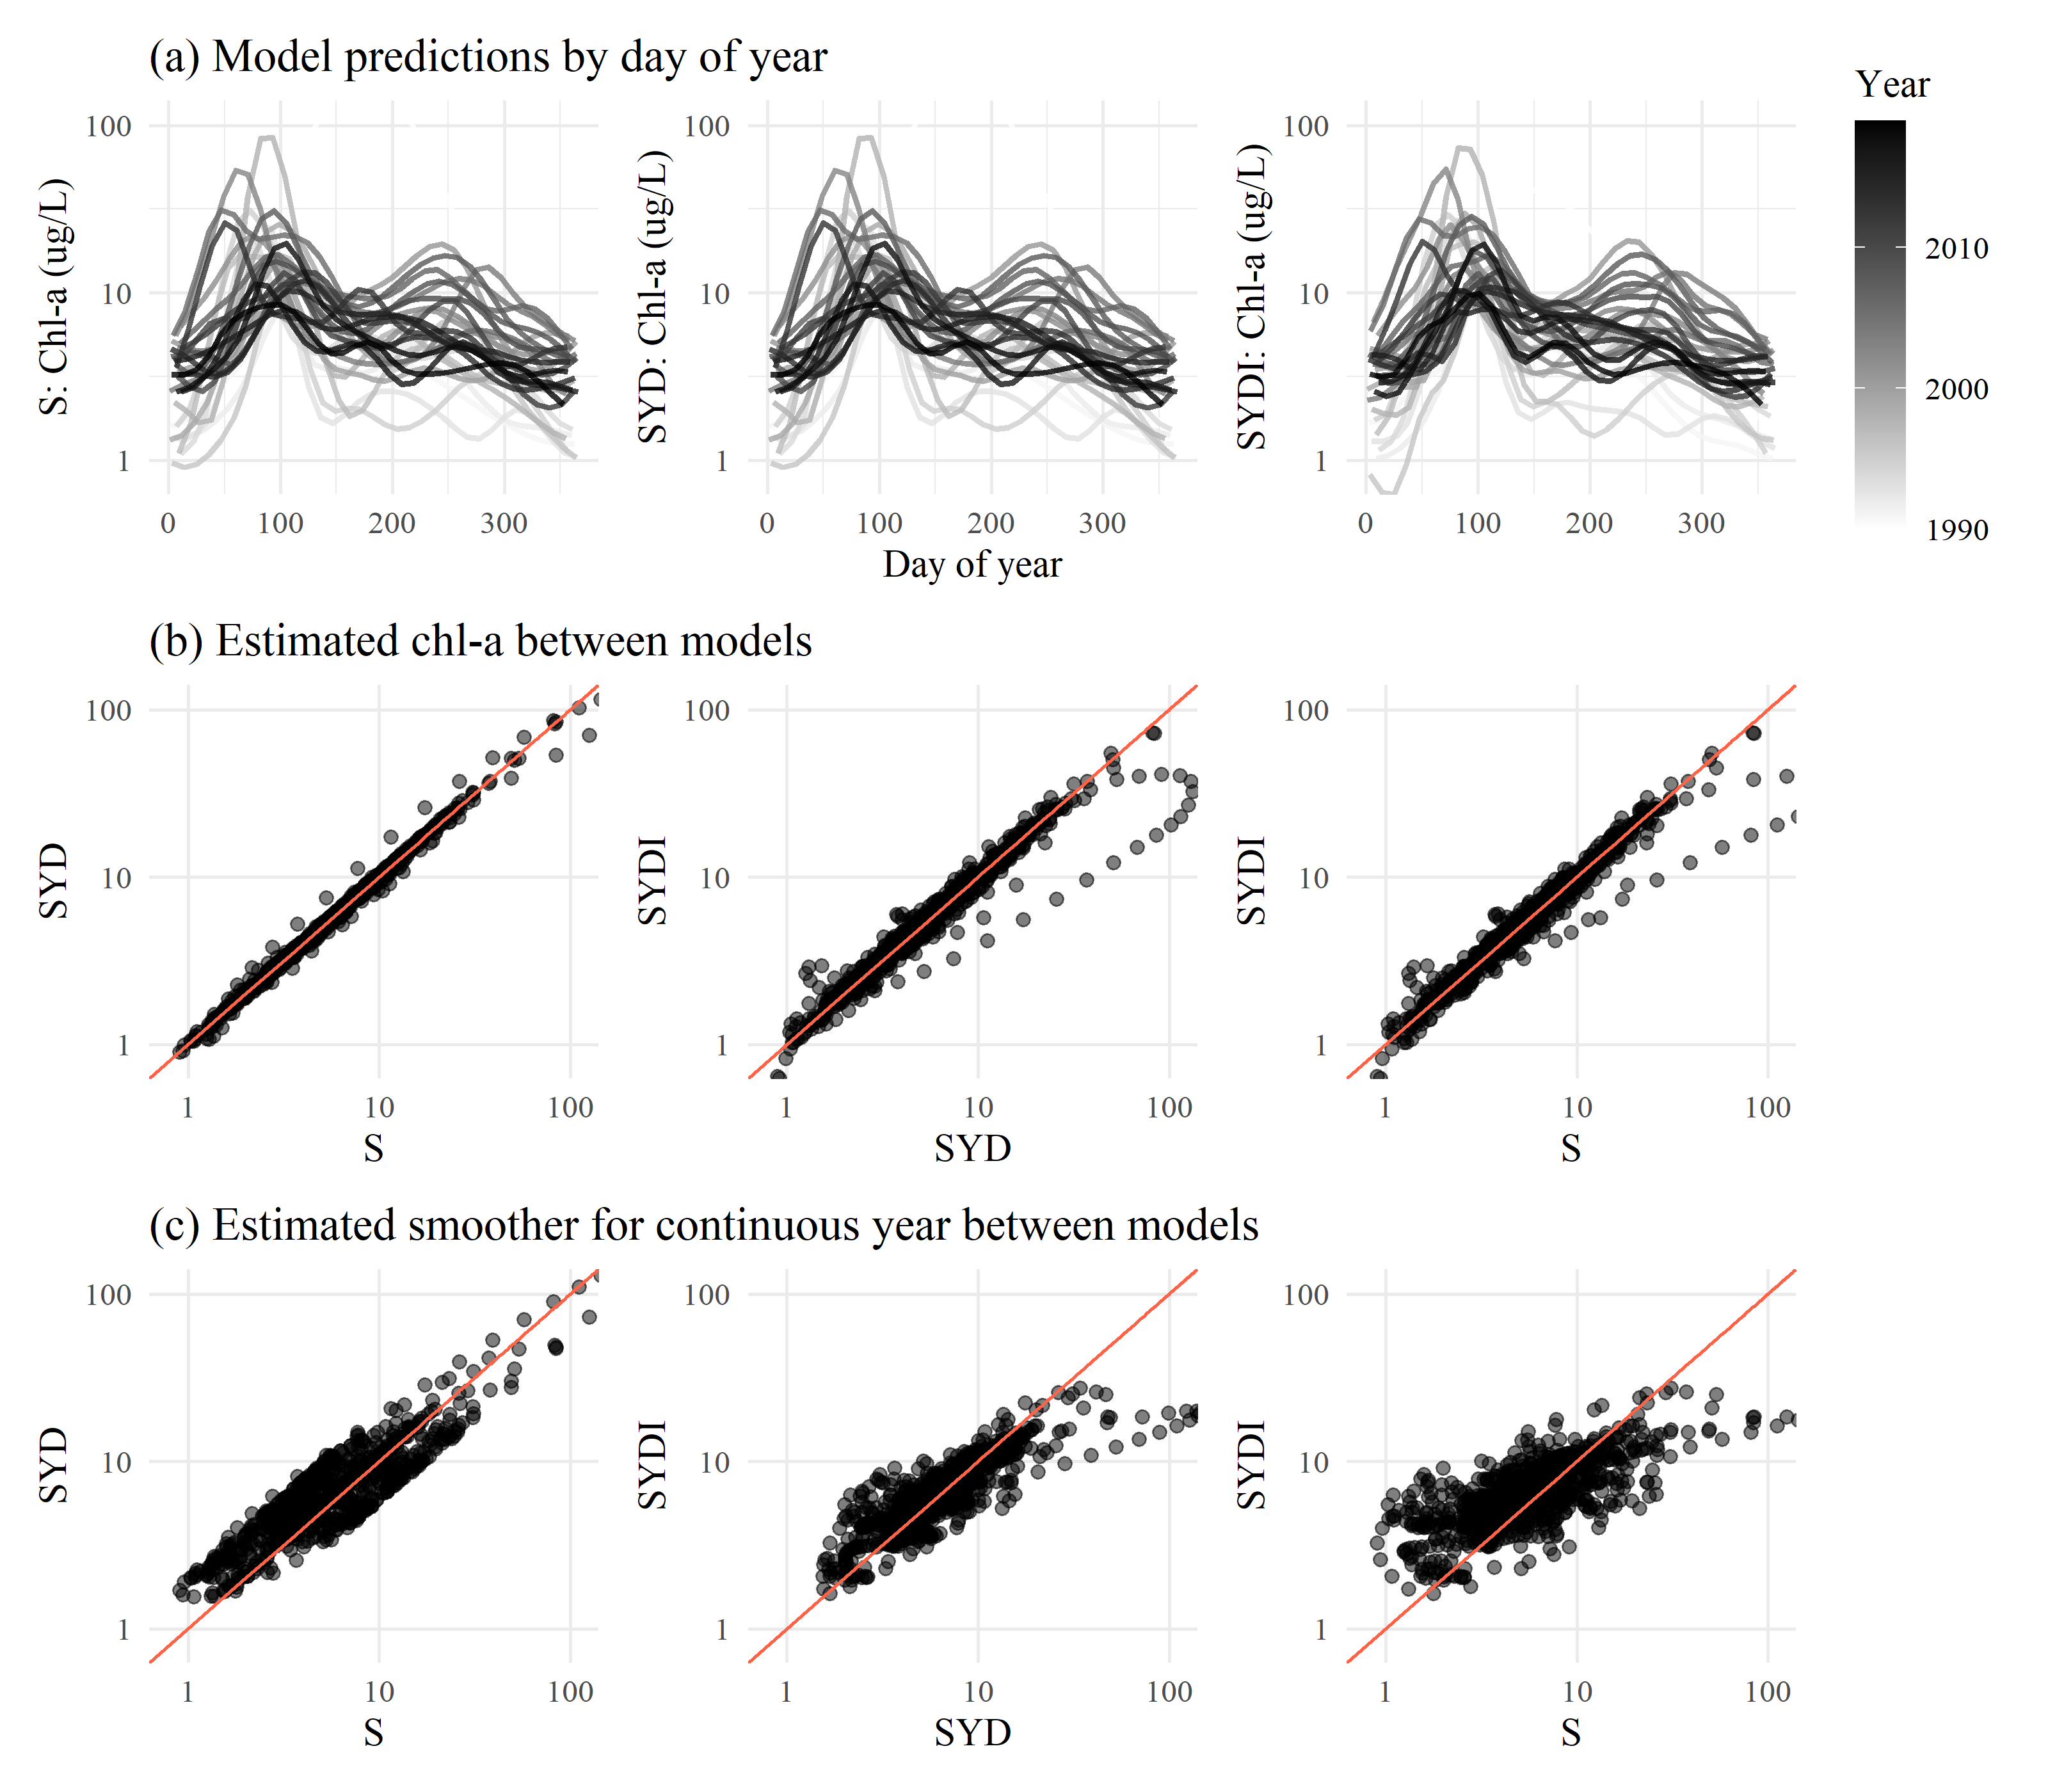 (a) Model predictions by day of year
Year
S: Chl-a (ug/L)
100
10
1
0 100 200 300
SYD: Chl-a (ug/L)
100
10
1
0 100 200 300
SYDI: Chl-a (ug/L)
100
10
1
0 100 200 300
2010
2000
1990
Day of year
(b) Estimated chl-a between models
SYD
100
10
1
1 10 100
S
SYDI
100
10
1
1 10 100
SYD
SYDI
100
10
1
1 10 100
S
(c) Estimated smoother for continuous year between models
SYD
100
10
1
1 10 100
S
SYDI
100
10
1
1 10 100
SYD
SYDI
100
10
1
1 10 100
S